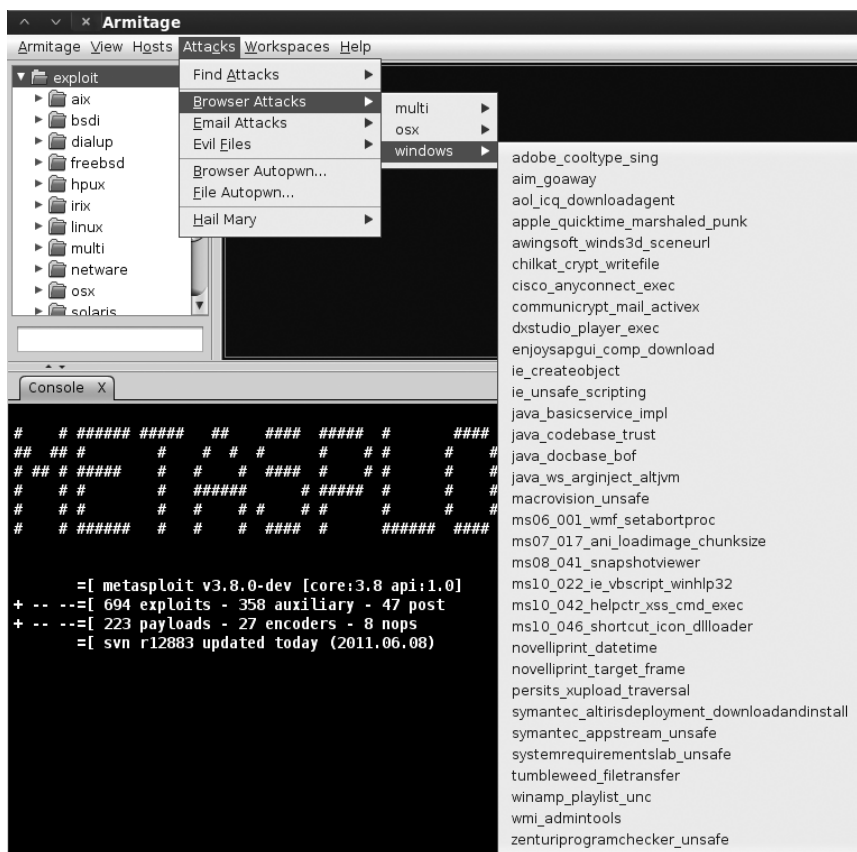 Armitage
Armitage View Hosts Attacks Workspaces Help
exploit
aix
bsdi
dialup
freebsd
hpux
irix
linux
multi
netware
osx
solaris
Find Attacks
Browser Attacks
Email Attacks
Evil Files
Browser Autopwn...
File Autopwn...
Hail Mary
multi
osx
windows
adobe_cooltype_sing
aim_goaway
aol_icq_downloadagent
apple_quicktime_marshaled_punk
awingsoft_winds3d_sceneurl
chilkat_crypt_writefile
cisco_anyconnect_exec
communicrypt_mail_activex
dxstudio_player_exec
enjoysapgui_comp_download
ie_createobject
ie_unsafe_scripting
java_basicservice_impl
java_codebase_trust
java_docbase_bof
java_ws_arginject_altjvm
macrovision_unsafe
ms06_001_wmf_setabortproc
ms07_017_ani_loadimage_chunksize
ms08_041_snapshotviewer
ms10_022_ie_vbscript_winhlp32
ms10_042_helpctr_xss_cmd_exec
ms10_046_shortcut_icon_dllloader
novelliprint_datetime
novelliprint_target_frame
persits_xupload_traversal
symantec_altirisdeployment_downloadandinstall
symantec_appstream_unsafe
systemrequirementslab_unsafe
tumbleweed_filetransfer
winamp_playlist_unc
wmi_admintools
zenturiprogramchecker_unsafe
Console X
METASPLO
=[ metasploit v3.8.0-dev [core:3.8 api:1.0]
+ -- --=[ 694 exploits - 358 auxiliary - 47 post
+ -- --=[ 223 payloads - 27 encoders - 8 nops
=[ svn r12883 updated today (2011.06.08)